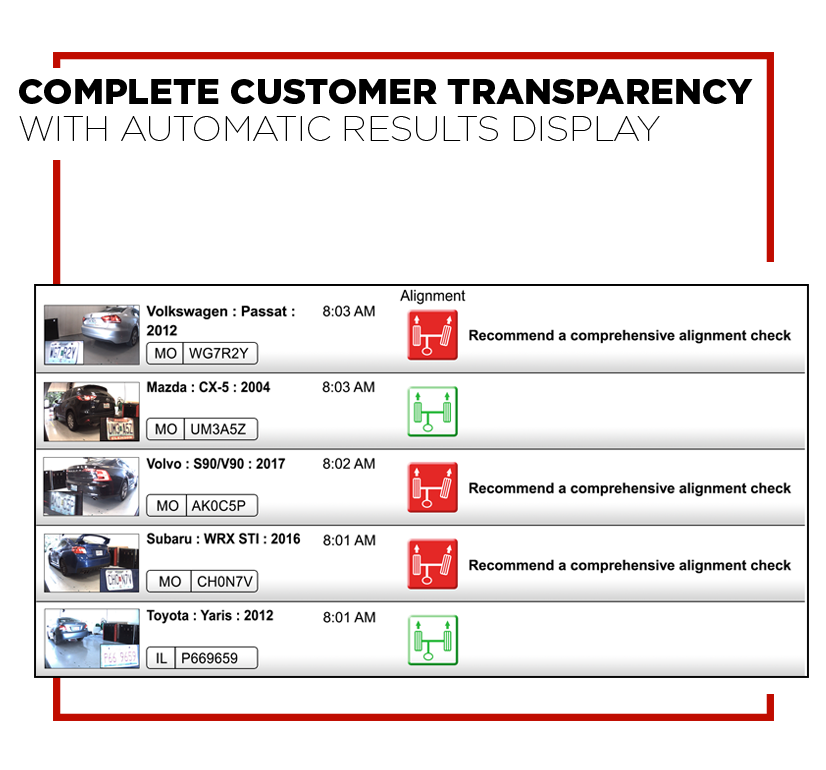 COMPLETE CUSTOMER TRANSPARENCY
WITH AUTOMATIC RESULTS DISPLAY
Alignment
Volkswagen : Passat :
2012
8:03 AM
MO WG7R2Y
Recommend a comprehensive alignment check
Mazda : CX-5 : 2004
8:03 AM
MO UM3A5Z
Volvo : S90/V90 : 2017
8:02 AM
MO AK0C5P
Recommend a comprehensive alignment check
Subaru : WRX STI : 2016
8:01 AM
MO CH0N7V
Recommend a comprehensive alignment check
Toyota : Yaris : 2012
8:01 AM
IL P669659